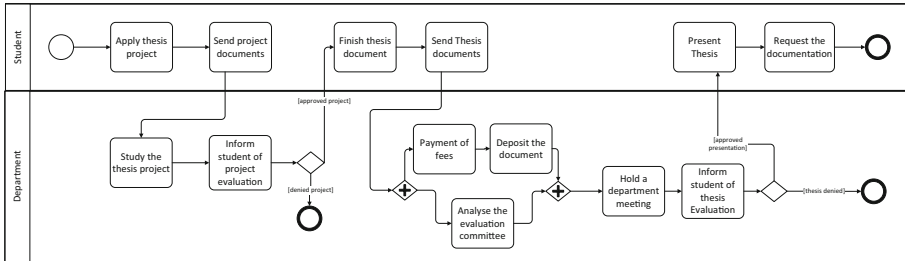 Student
Apply thesis
project
Send project
documents
Finish thesis
document
Send Thesis
documents
Present
Thesis
Request the
documentation
Department
[approved project]
Study the
thesis project
Inform
student of
project
evaluation
[denied project]
Payment of
fees
Deposit the
document
Analyse the
evaluation
committee
Hold a
department
meeting
Inform
student of
thesis
Evaluation
[approved
presentation]
[thesis denied]